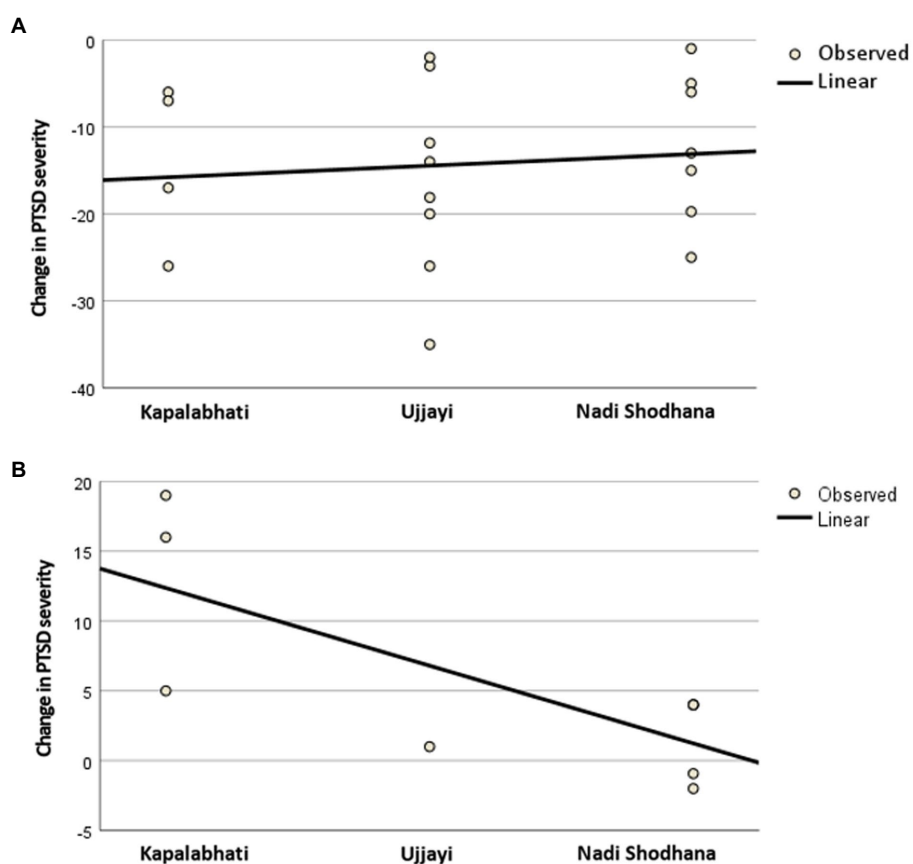 A
0
-10
-20
-30
-40
Change in PTSD severity
Kapalabhati
Ujjayi
Nadi Shodhana
Observed
Linear
B
20
15
10
5
0
-5
Change in PTSD severity
Kapalabhati
Ujjayi
Nadi Shodhana
Observed
Linear